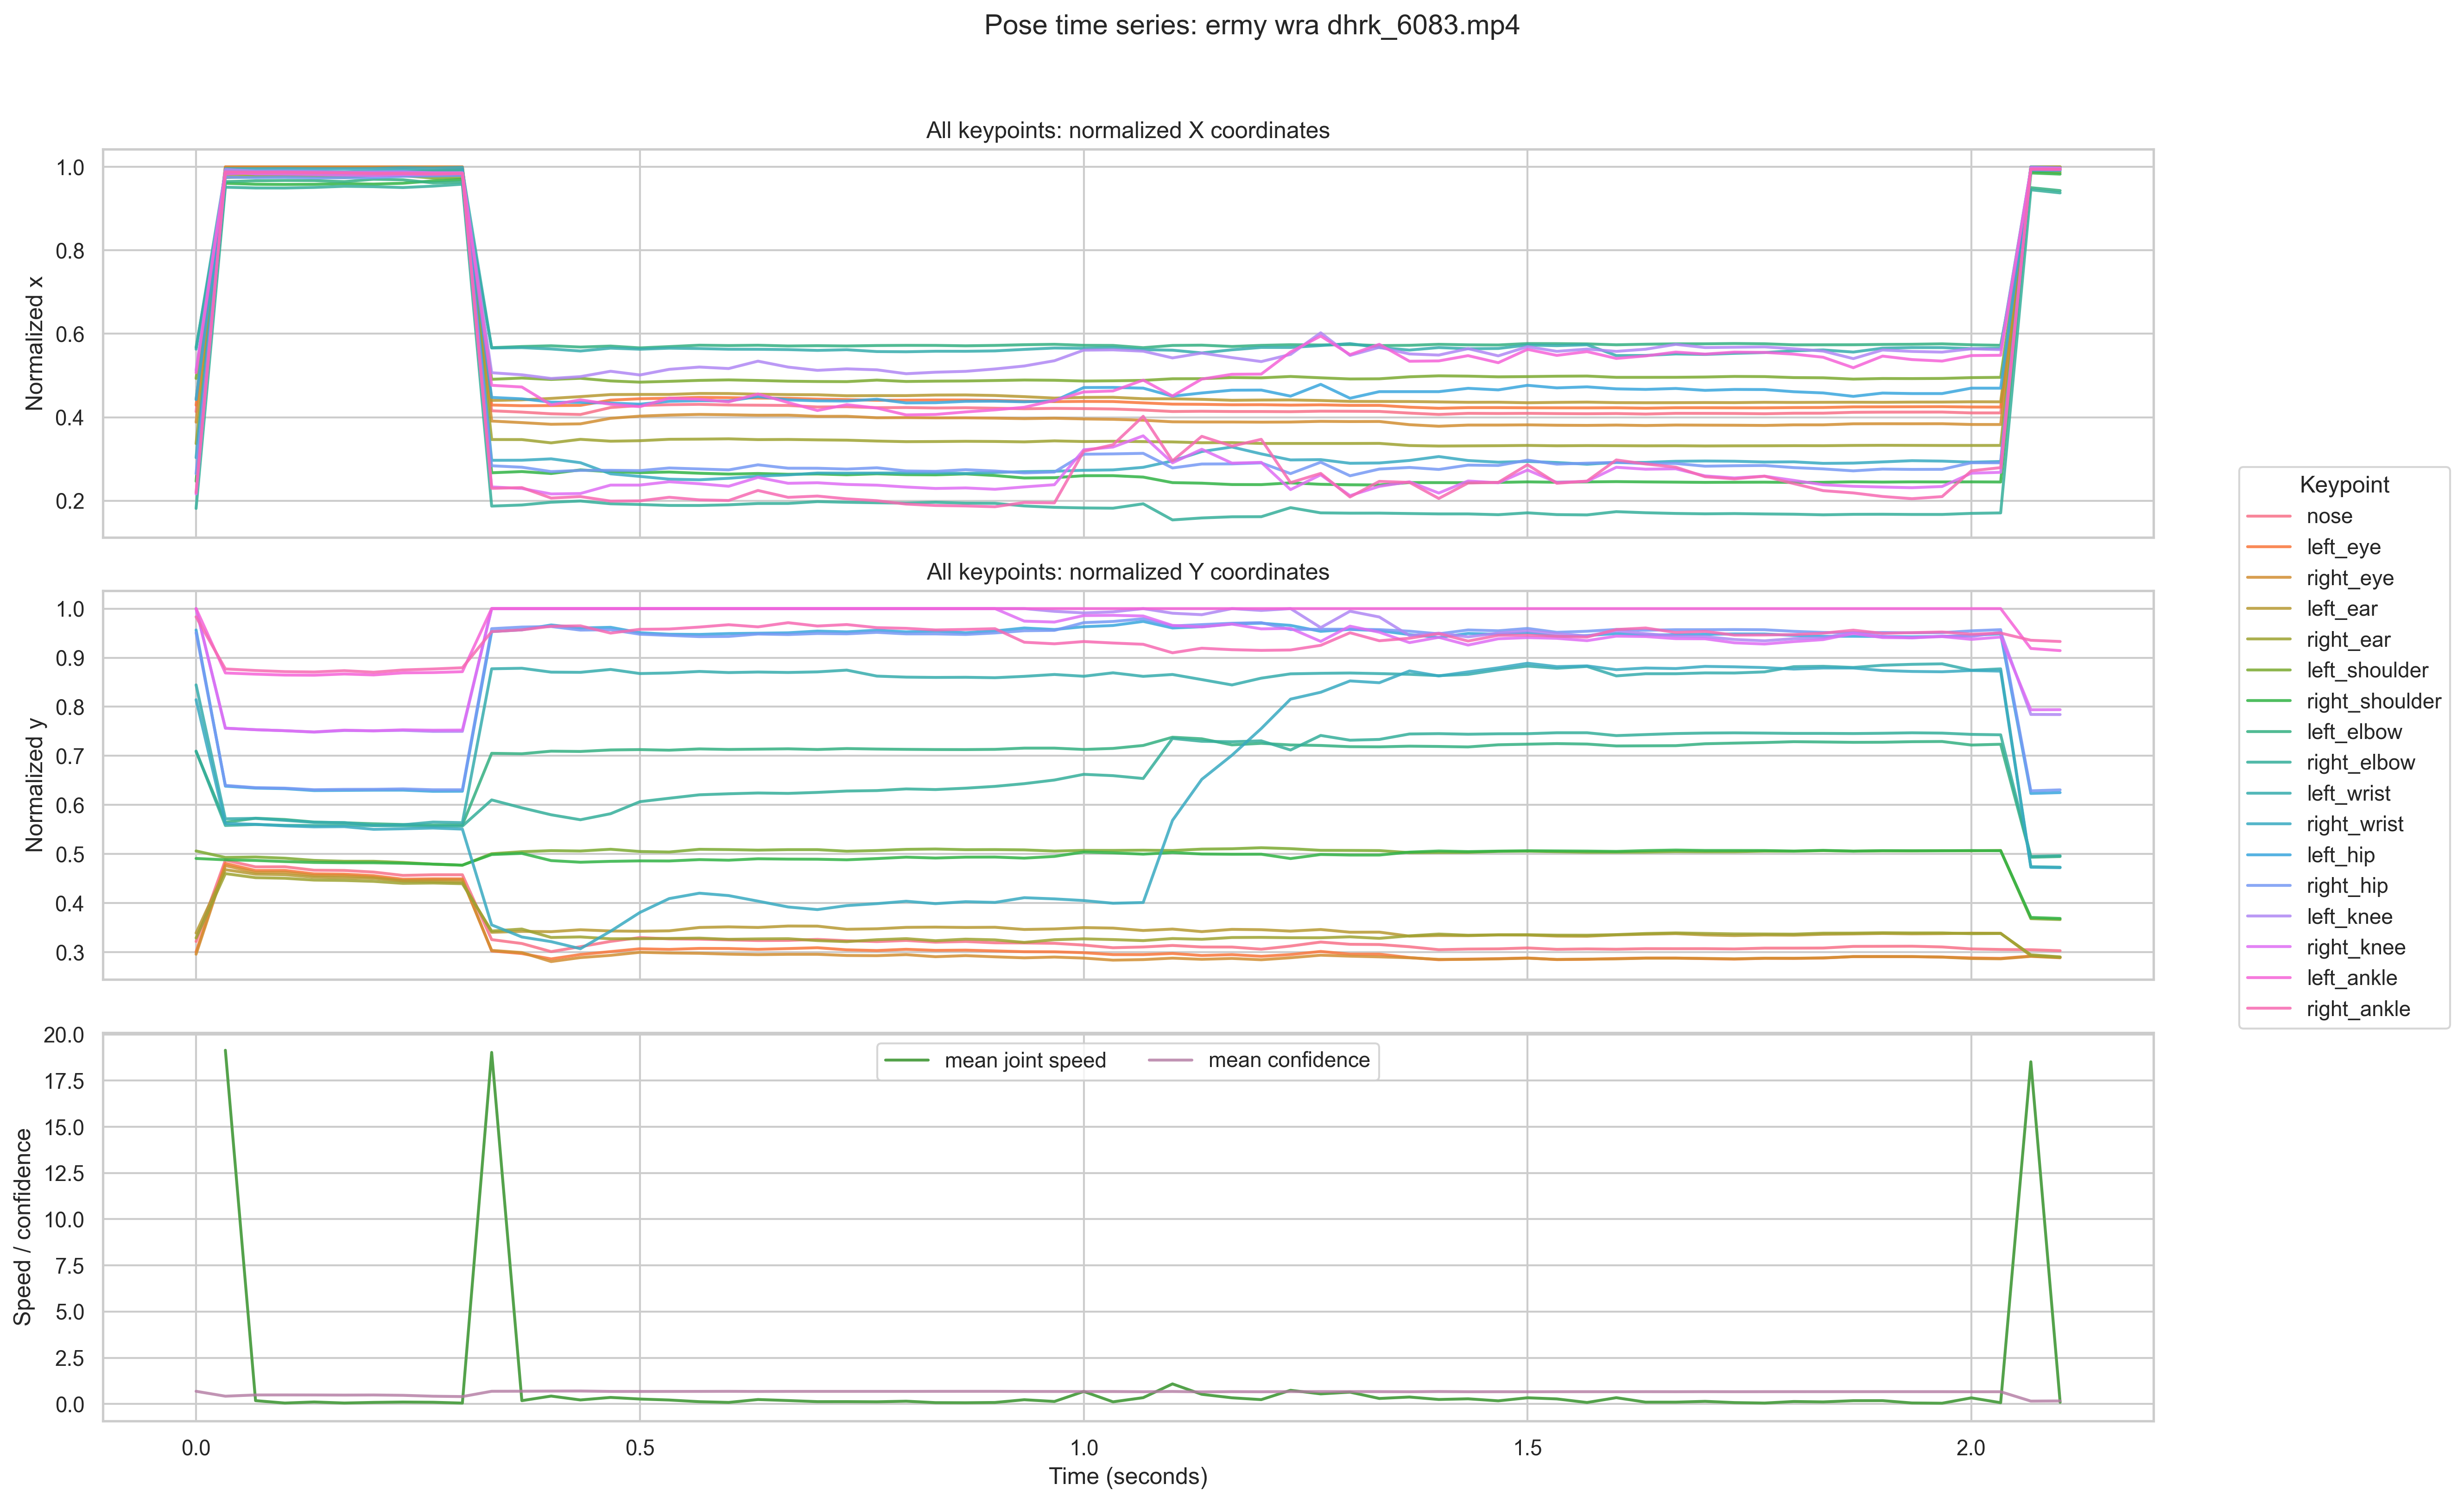 Pose time series: ermy wra dhrk_6083.mp4
All keypoints: normalized X coordinates
1.0
0.8
0.6
0.4
0.2
Normalized x
All keypoints: normalized Y coordinates
1.0
0.9
0.8
0.7
0.6
0.5
0.4
0.3
Normalized y
Keypoint
nose
left_eye
right_eye
left_ear
right_ear
left_shoulder
right_shoulder
left_elbow
right_elbow
left_wrist
right_wrist
left_hip
right_hip
left_knee
right_knee
left_ankle
right_ankle
20.0
17.5
15.0
12.5
10.0
7.5
5.0
2.5
0.0
Speed / confidence
mean joint speed
mean confidence
0.0
0.5
1.0
1.5
2.0
Time (seconds)